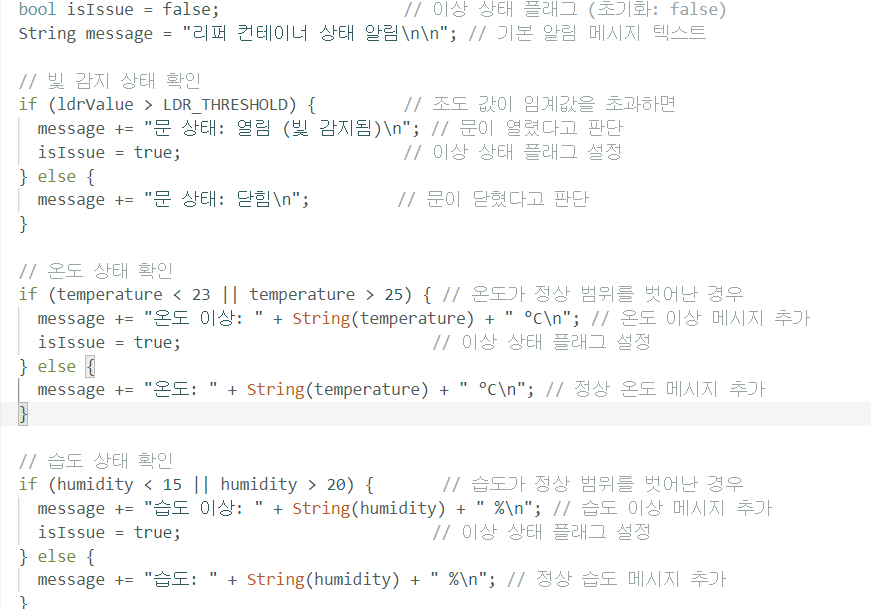 bool isIssue = false;                   // 이상 상태 플래그 (초기화: false)
String message = "리퍼 컨테이너 상태 알림\n\n"; // 기본 알림 메시지 텍스트
// 빛 감지 상태 확인
if (ldrValue > LDR_THRESHOLD) {         // 조도 값이 임계값을 초과하면
  message += "문 상태: 열림 (빛 감지됨)\n"; // 문이 열렸다고 판단
  isIssue = true;                       // 이상 상태 플래그 설정
} else {
  message += "문 상태: 닫힘\n";         // 문이 닫혔다고 판단
}
// 온도 상태 확인
if (temperature < 23 || temperature > 25) { // 온도가 정상 범위를 벗어난 경우
  message += "온도 이상: " + String(temperature) + " °C\n"; // 온도 이상 메시지 추가
  isIssue = true;                          // 이상 상태 플래그 설정
} else {
  message += "온도: " + String(temperature) + " °C\n"; // 정상 온도 메시지 추가
}
// 습도 상태 확인
if (humidity < 15 || humidity > 20) {       // 습도가 정상 범위를 벗어난 경우
  message += "습도 이상: " + String(humidity) + " %\n"; // 습도 이상 메시지 추가
  isIssue = true;                          // 이상 상태 플래그 설정
} else {
  message += "습도: " + String(humidity) + " %\n"; // 정상 습도 메시지 추가
}